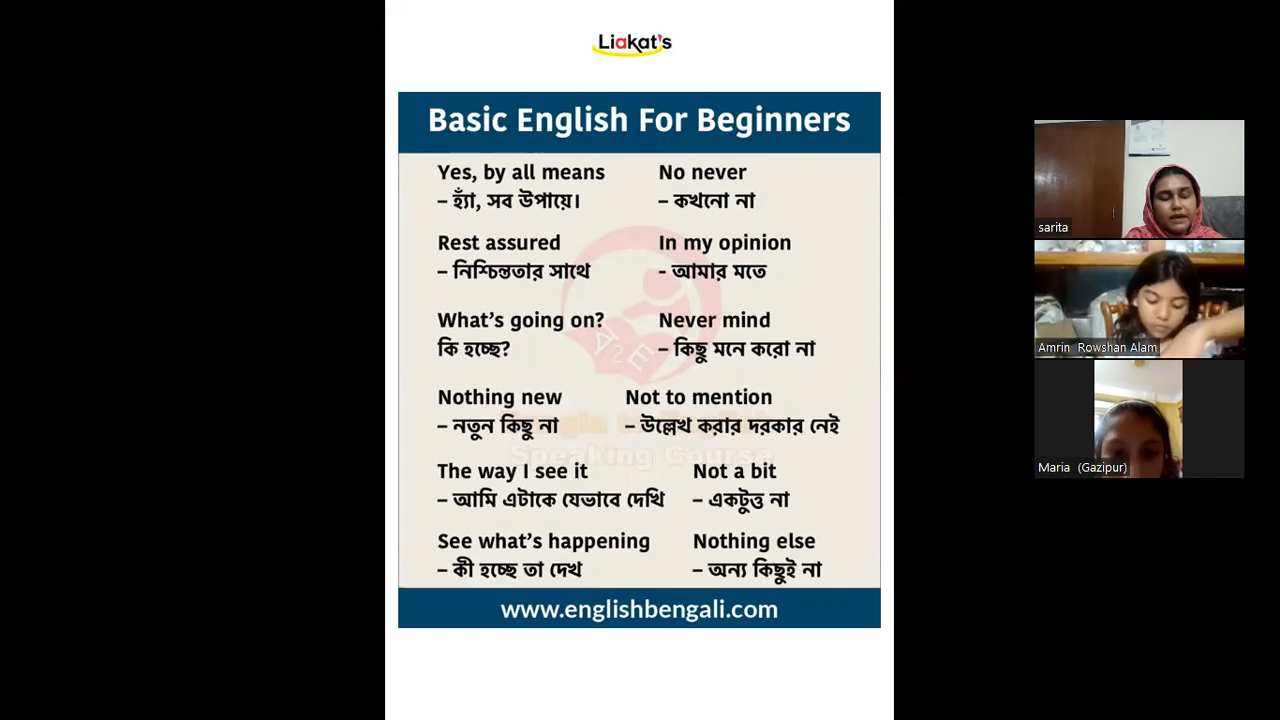 Liakat's
Basic English For Beginners
Yes, by all means
– হ্যাঁ, সব উপায়ে।
No never
– কখনো না
Rest assured
– নিশ্চিন্ততার সাথে
In my opinion
- আমার মতে
What's going on?
কি হচ্ছে?
Never mind
– কিছু মনে করো না
Nothing new
– নতুন কিছু না
Not to mention
– উল্লেখ করার দরকার নেই
The way I see it
– আমি এটাকে যেভাবে দেখি
Not a bit
– একটুও না
See what's happening
– কী হচ্ছে তা দেখ
Nothing else
– অন্য কিছুই না
Speaking Course
www.englishbengali.com
sarita
Amrin Rowshan Alam
Maria (Gazipur)